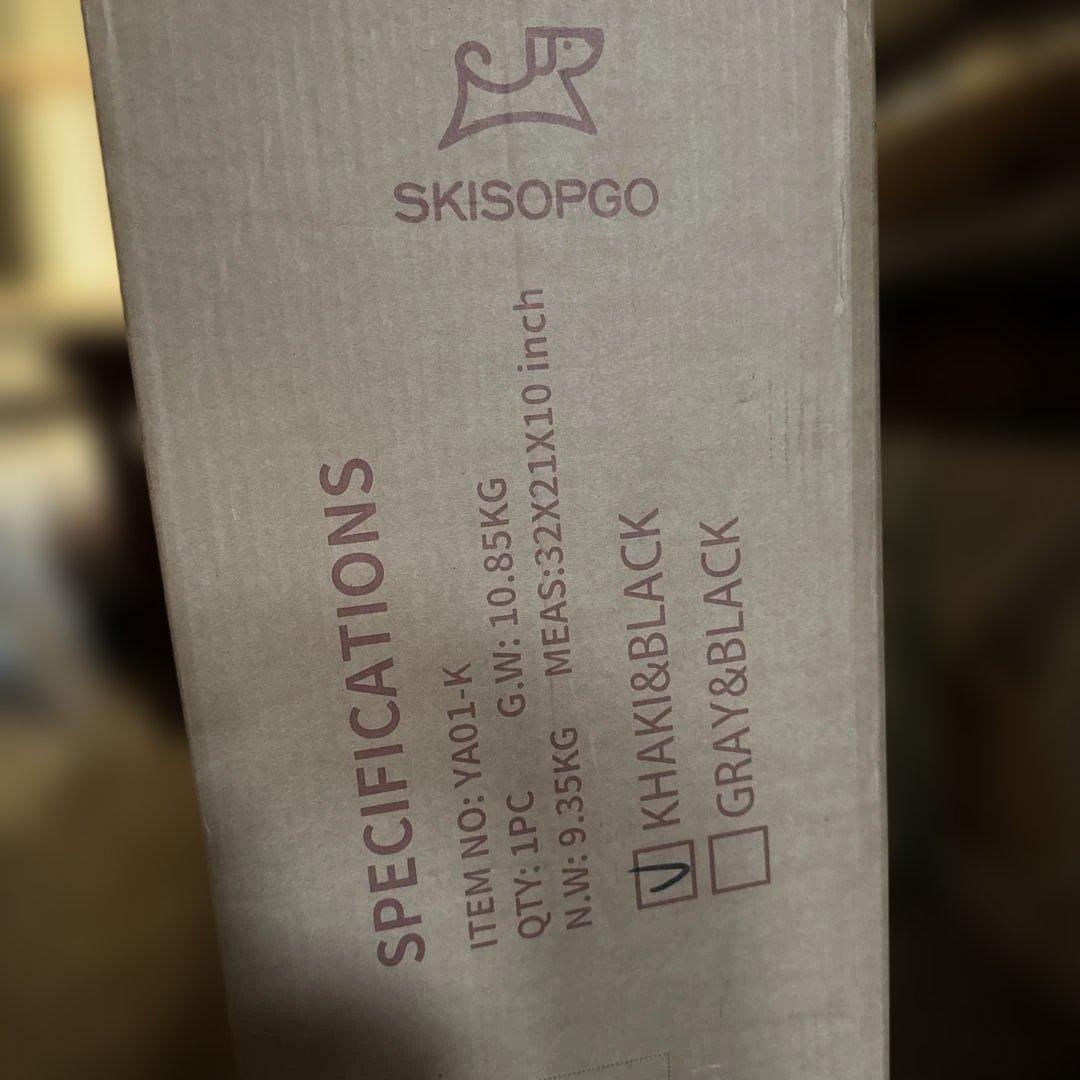 SKISOPGO
SPECIFICATIONS
ITEM NO: YA01-K
QTY: 1PC G.W: 10.85KG
N.W: 9.35KG MEAS:32X21X10 inch
KHAKI&BLACK
GRAY&BLACK